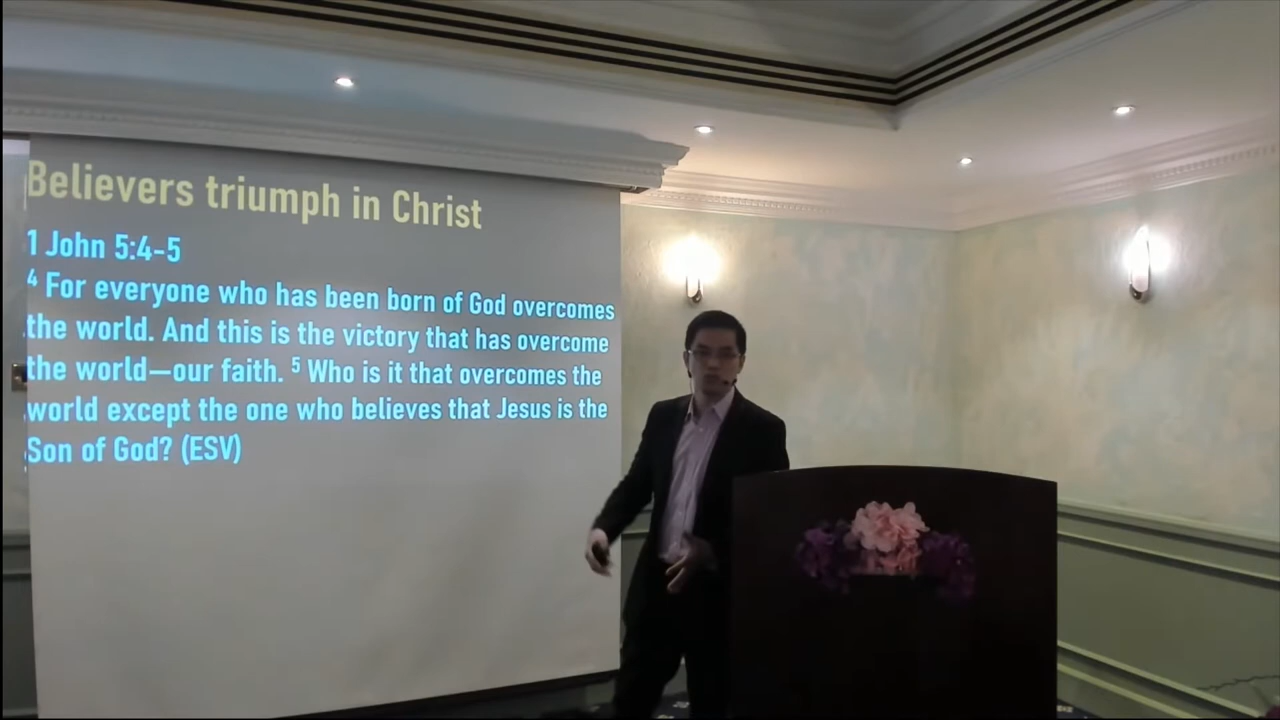 Believers triumph in Christ
1 John 5:4-5
4 For everyone who has been born of God overcomes
the world. And this is the victory that has overcome
the world—our faith. 5 Who is it that overcomes the
world except the one who believes that Jesus is the
Son of God? (ESV)